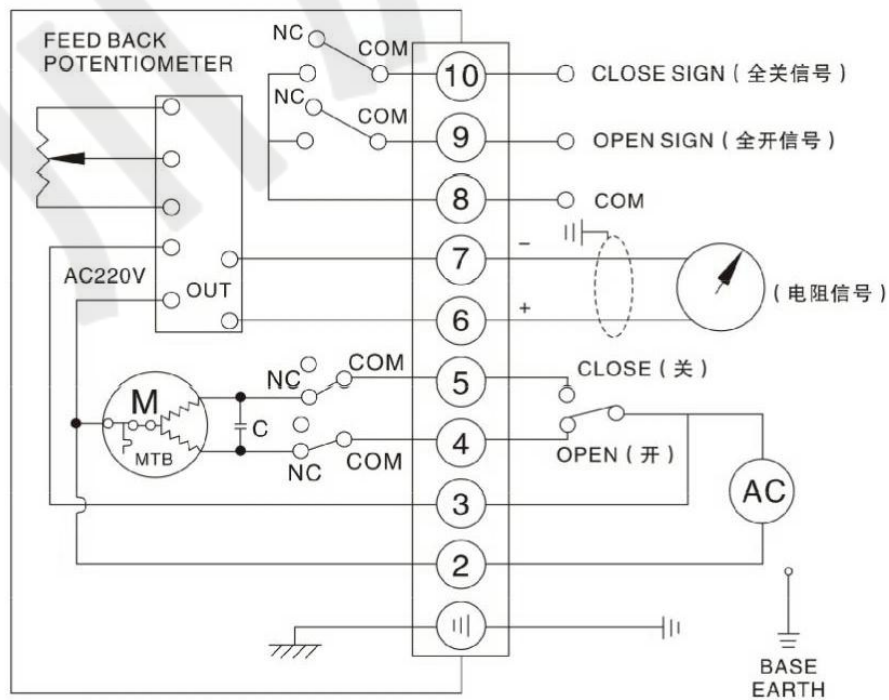 FEED BACK
POTENTIOMETER
NC
COM
10
CLOSE SIGN ( 全关信号 )
NC
COM
9
OPEN SIGN ( 全开信号 )
8
COM
7
−
AC220V
OUT
( 电阻信号 )
6
+
NC
COM
5
CLOSE ( 关 )
M
C
MTB
NC
COM
4
OPEN ( 开 )
3
AC
2
BASE
EARTH